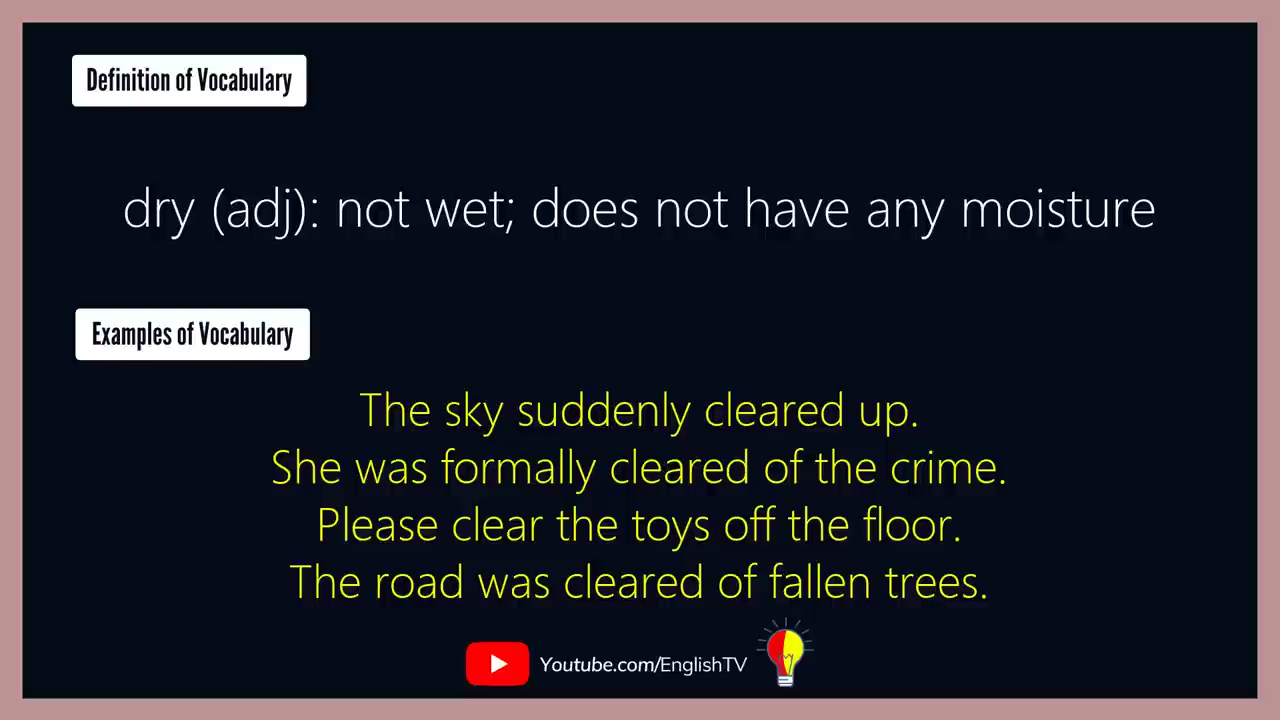 Definition of Vocabulary
dry (adj): not wet; does not have any moisture
Examples of Vocabulary
The sky suddenly cleared up.
She was formally cleared of the crime.
Please clear the toys off the floor.
The road was cleared of fallen trees.
Youtube.com/EnglishTV